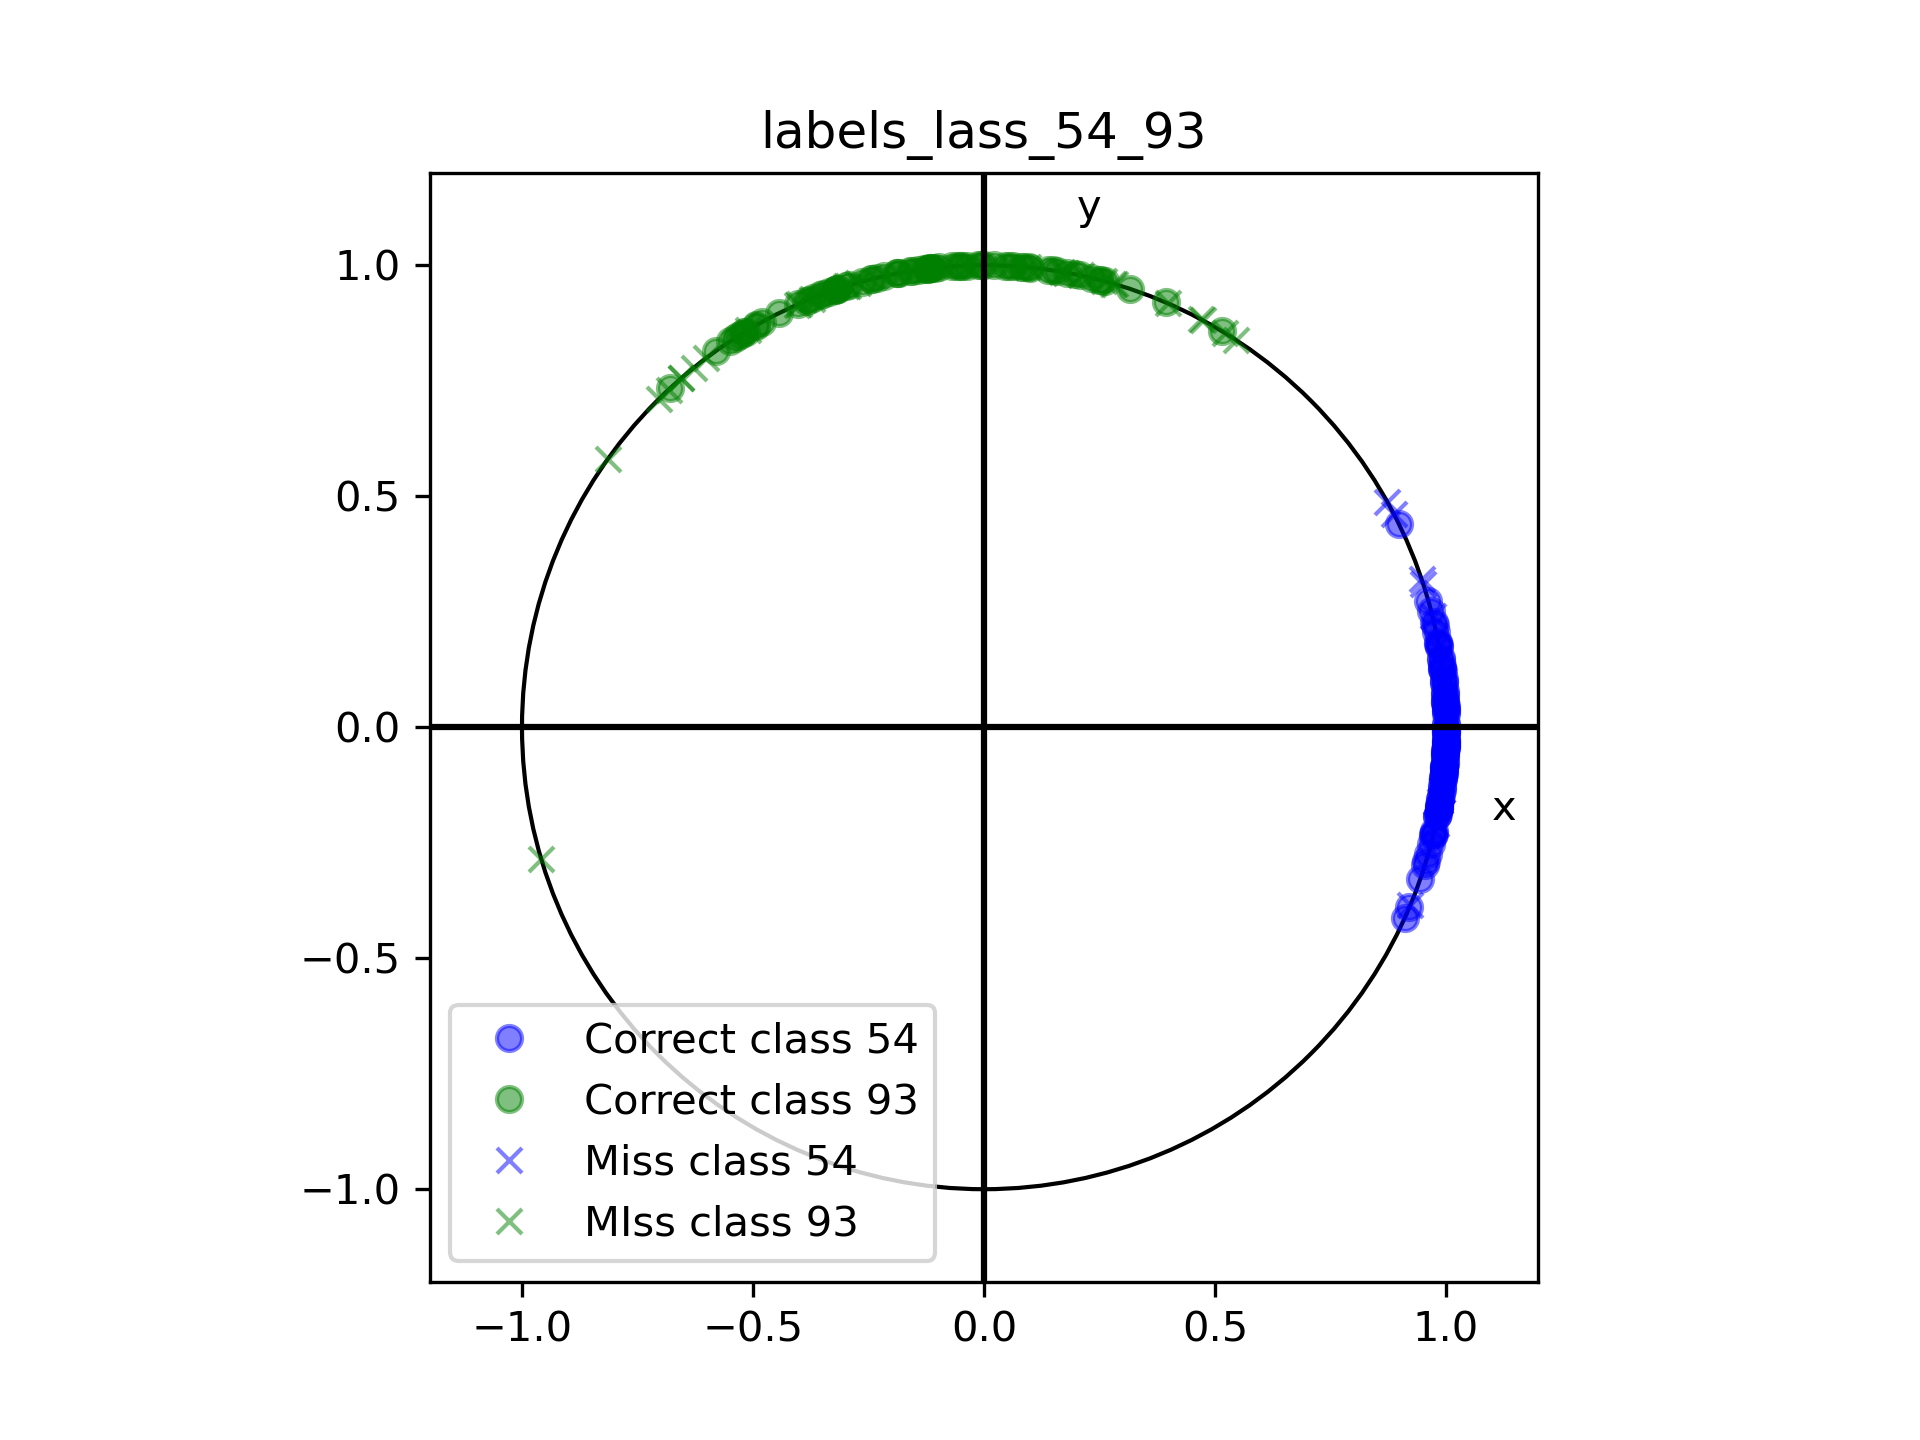 labels_lass_54_93
y
1.0
0.5
0.0
x
−0.5
−1.0
Correct class 54
Correct class 93
Miss class 54
MIss class 93
−1.0 −0.5 0.0 0.5 1.0